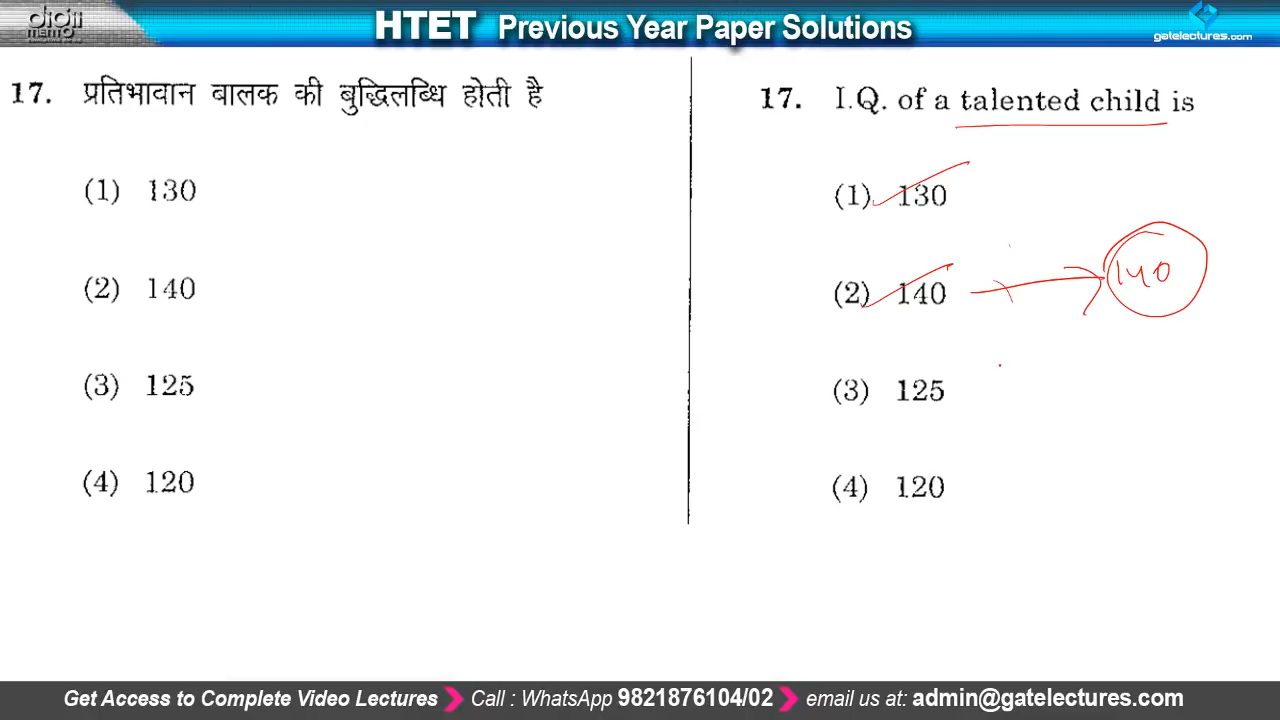 digii
mento
HTET Previous Year Paper Solutions
gatelectures.com
17. प्रतिभावान बालक की बुद्धिलब्धि होती है
(1) 130
(2) 140
(3) 125
(4) 120
17. I.Q. of a talented child is
(1) 130
(2) 140
140
(3) 125
(4) 120
Get Access to Complete Video Lectures Call : WhatsApp 9821876104/02 email us at: admin@gatelectures.com